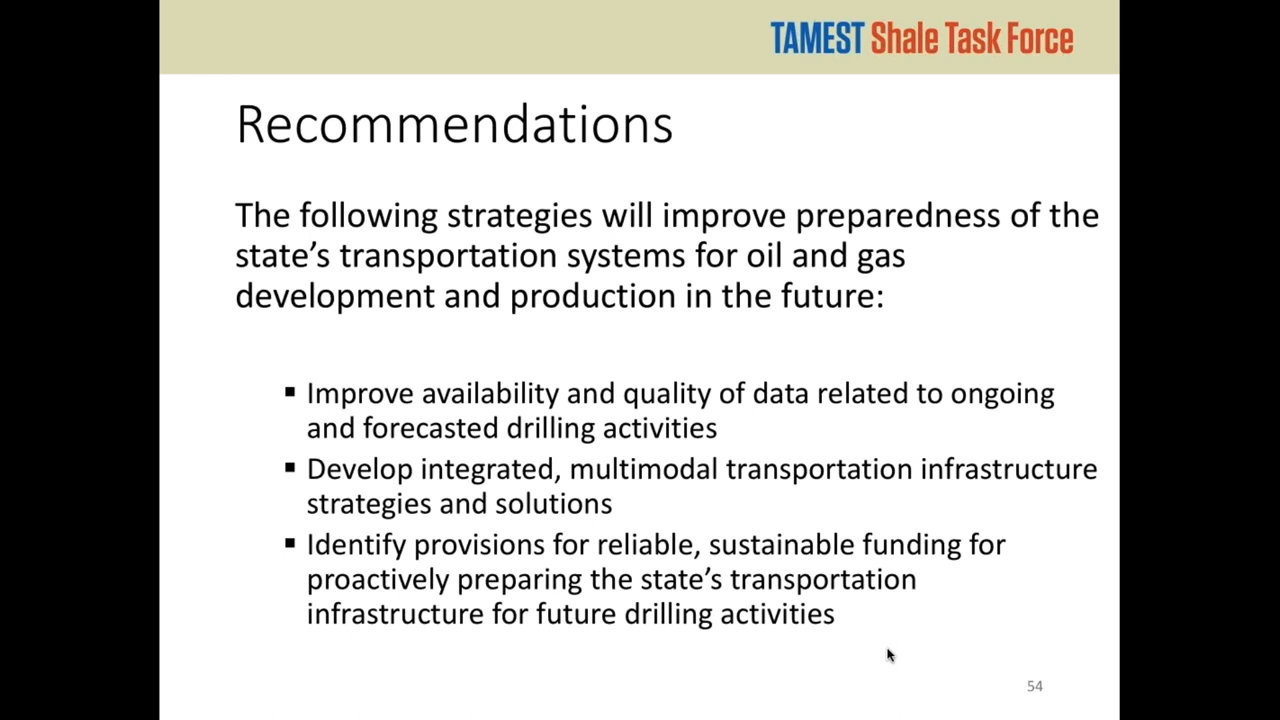 TAMEST Shale Task Force
Recommendations
The following strategies will improve preparedness of the
state’s transportation systems for oil and gas
development and production in the future:
▪ Improve availability and quality of data related to ongoing
and forecasted drilling activities
▪ Develop integrated, multimodal transportation infrastructure
strategies and solutions
▪ Identify provisions for reliable, sustainable funding for
proactively preparing the state’s transportation
infrastructure for future drilling activities
54